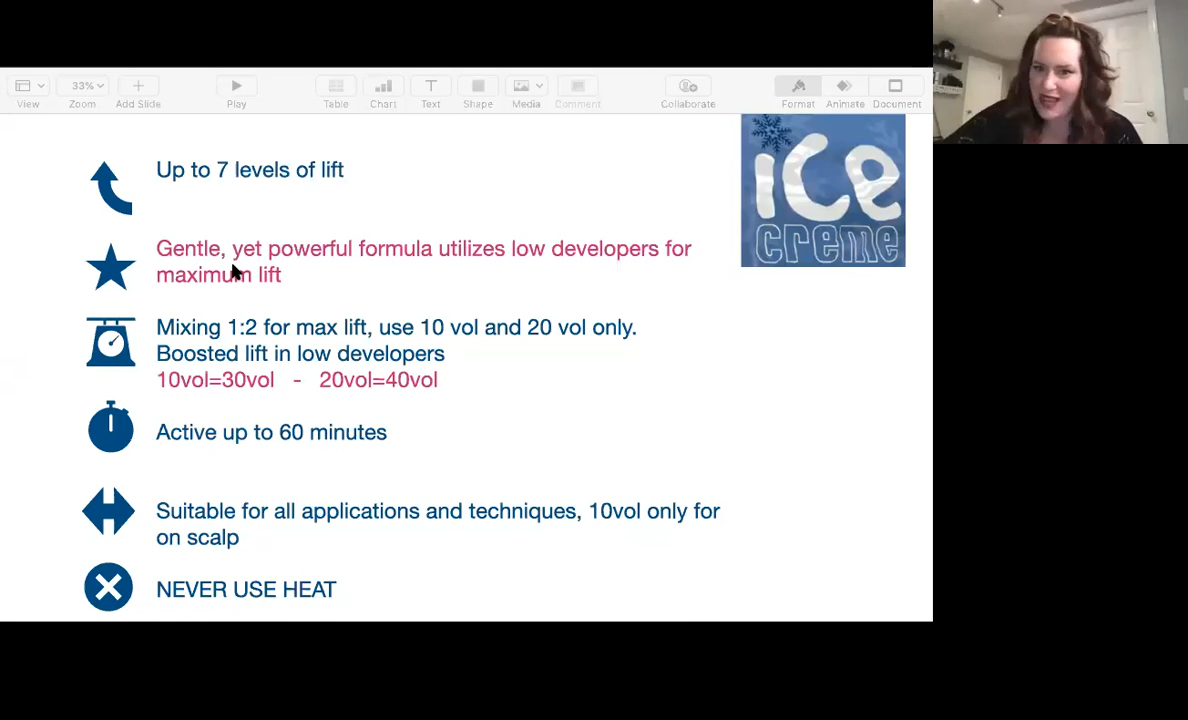 View
33%
Zoom
Add Slide
Play
Table
Chart
Text
Shape
Media
Comment
Collaborate
Format
Animate
Document
ice
creme
Up to 7 levels of lift
Gentle, yet powerful formula utilizes low developers for
maximum lift
Mixing 1:2 for max lift, use 10 vol and 20 vol only.
Boosted lift in low developers
10vol=30vol - 20vol=40vol
Active up to 60 minutes
Suitable for all applications and techniques, 10vol only for
on scalp
NEVER USE HEAT